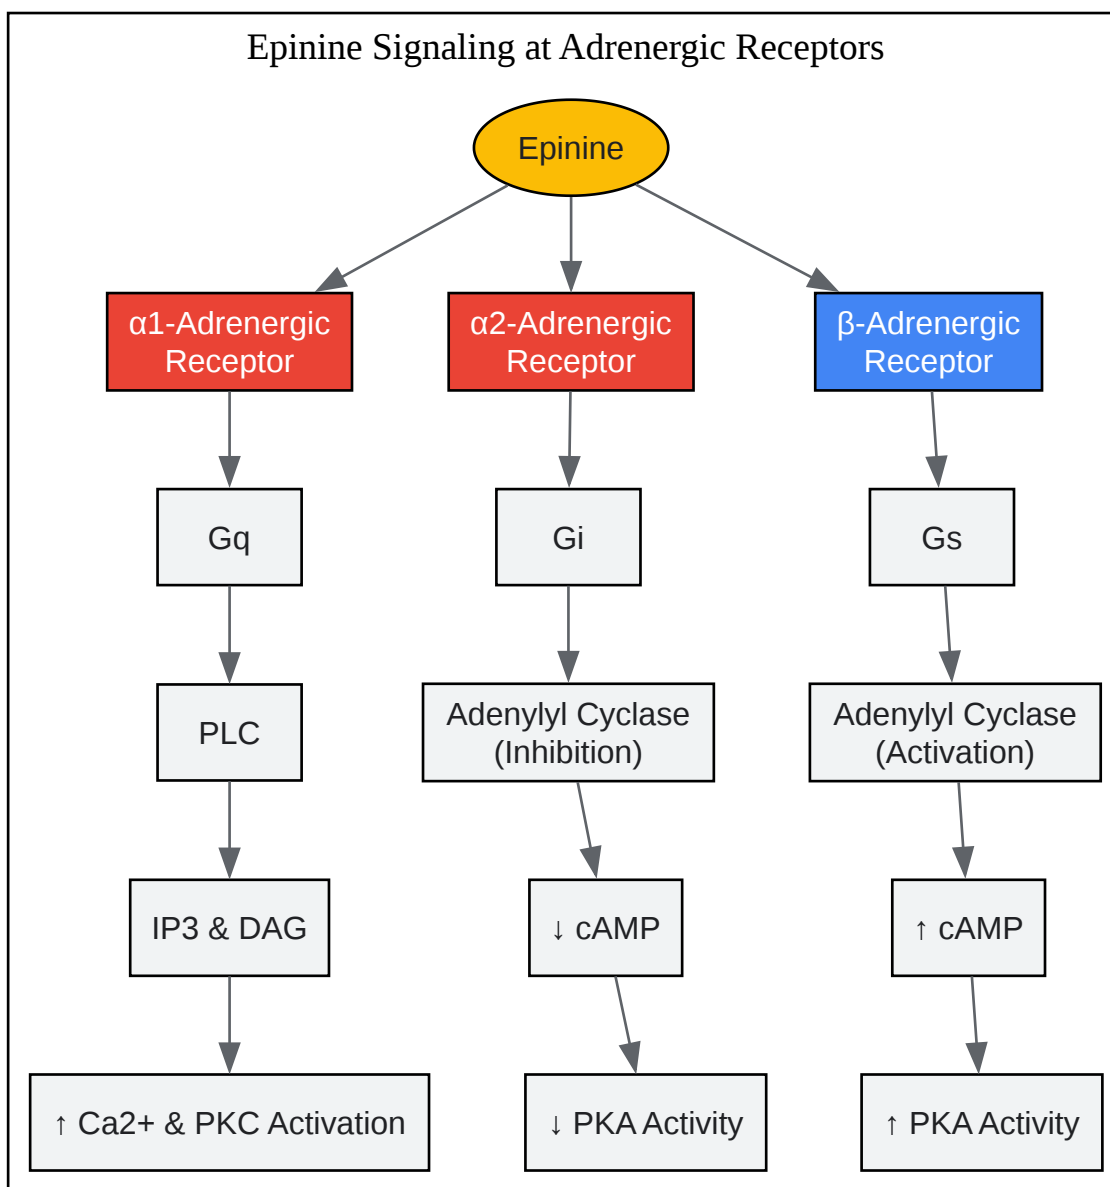 Epinine Signaling at Adrenergic Receptors
Epinine
α1-Adrenergic
Receptor
α2-Adrenergic
Receptor
β-Adrenergic
Receptor
Gq
Gi
Gs
PLC
Adenylyl Cyclase
(Inhibition)
Adenylyl Cyclase
(Activation)
IP3 & DAG
↓ cAMP
↑ cAMP
↑ Ca2+ & PKC Activation
↓ PKA Activity
↑ PKA Activity